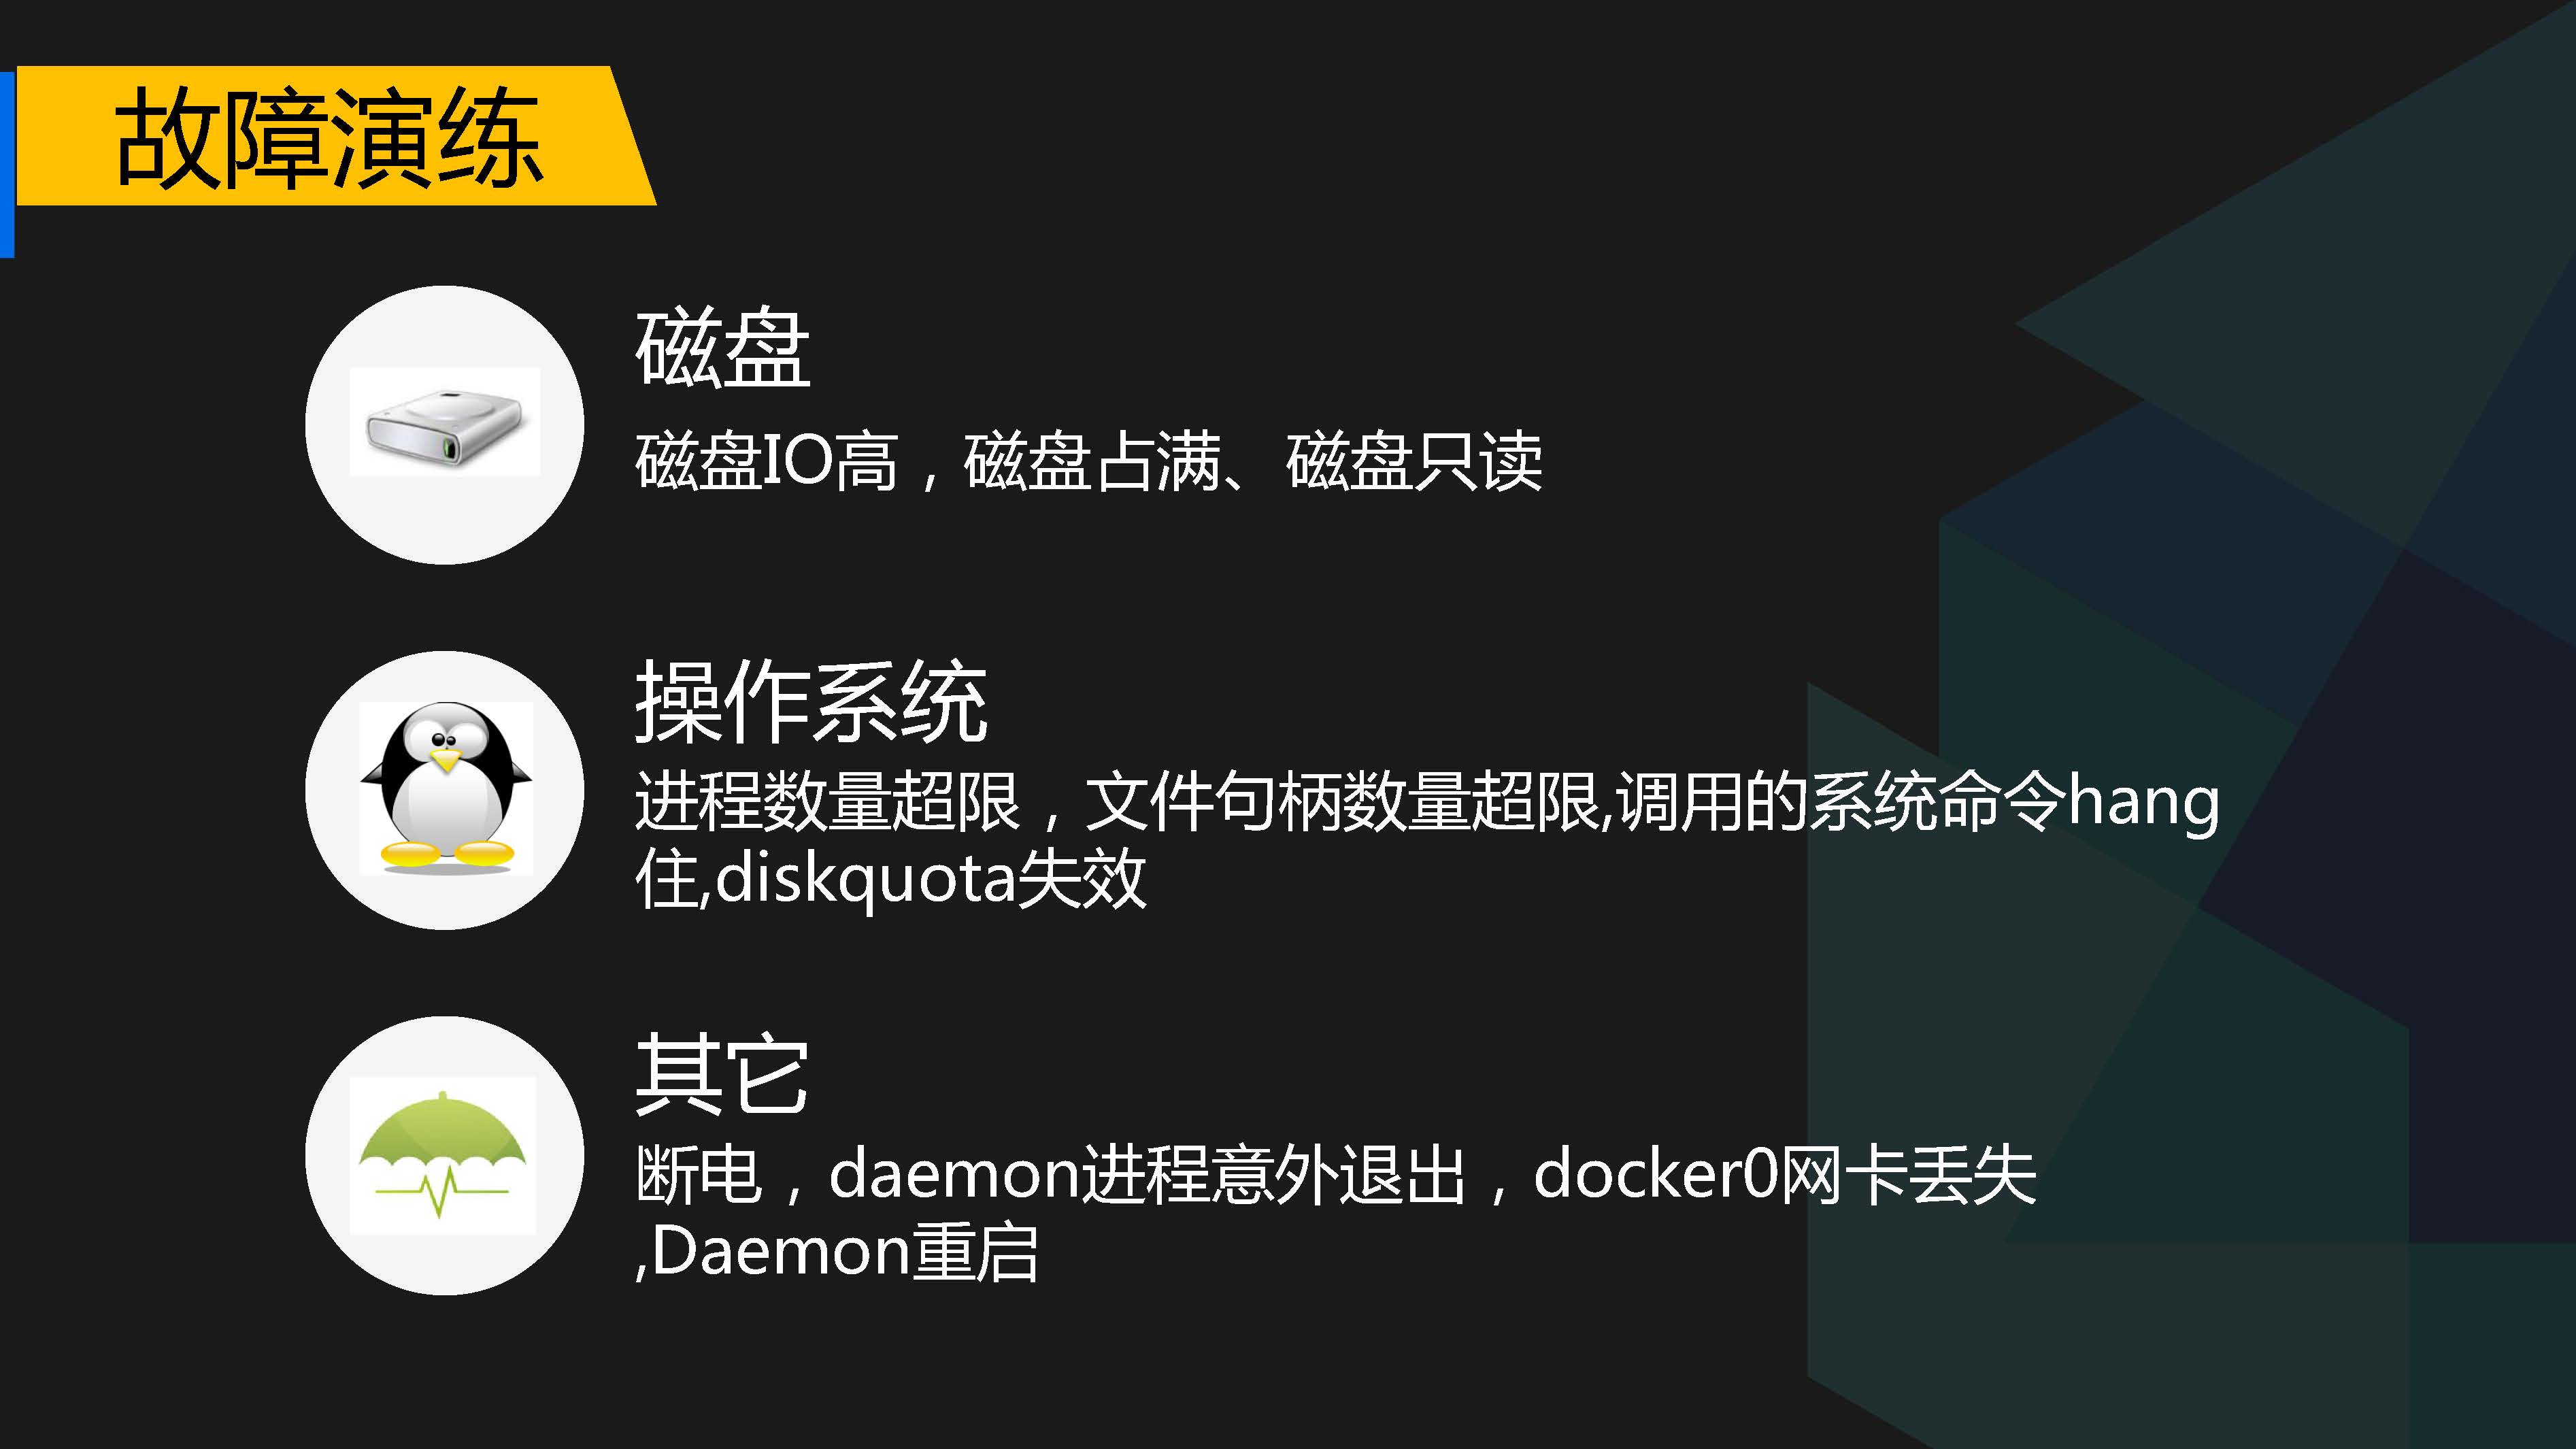 故障演练
磁盘
磁盘IO高，磁盘占满、磁盘只读
操作系统
进程数量超限，文件句柄数量超限,调用的系统命令hang
住,diskquota失效
其它
断电，daemon进程意外退出，docker0网卡丢失
,Daemon重启